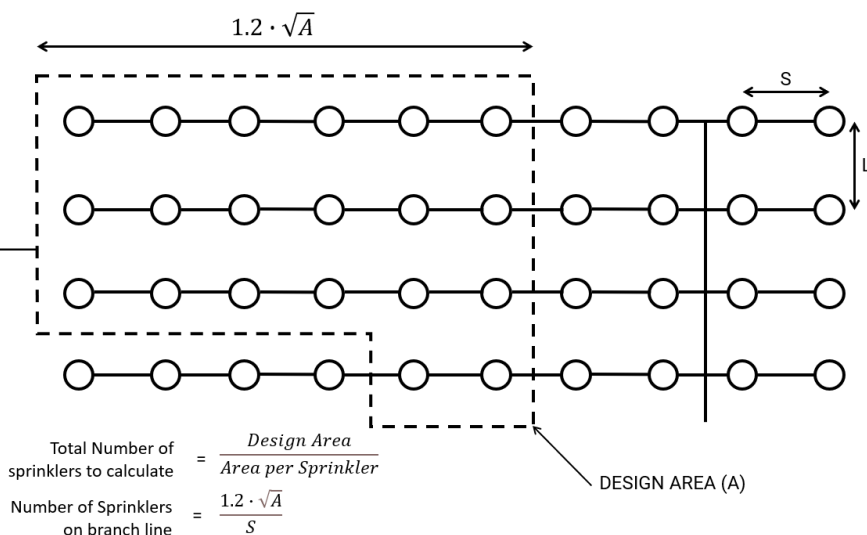 1.2 · √A
S
L
Total Number of
sprinklers to calculate
=
Design Area
Area per Sprinkler
DESIGN AREA (A)
Number of Sprinklers
on branch line
=
1.2 · √A
S